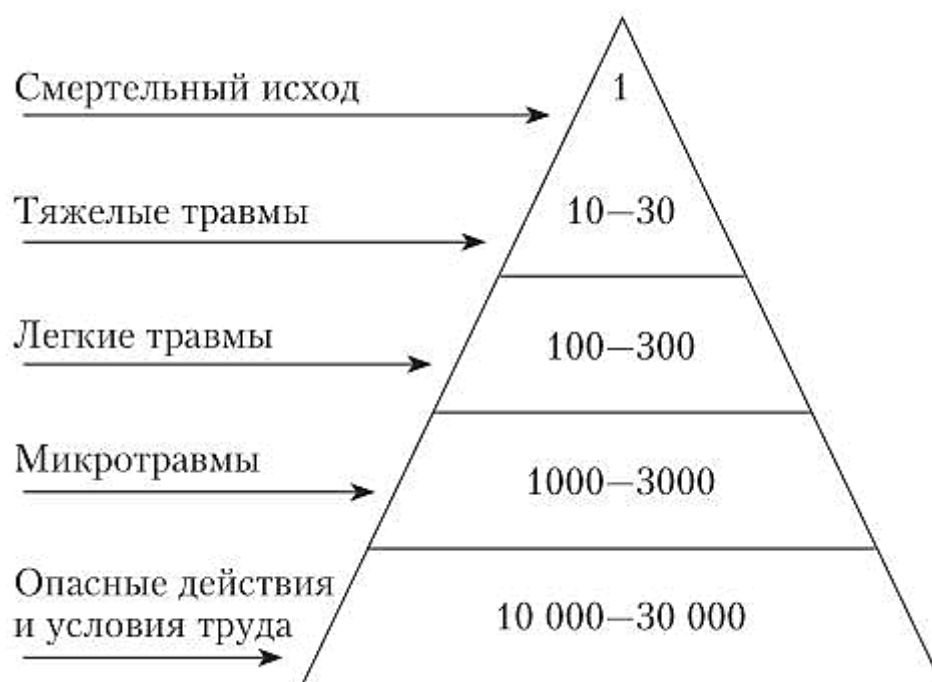 Смертельный исход
1
Тяжелые травмы
10–30
Легкие травмы
100–300
Микротравмы
1000–3000
Опасные действия
и условия труда
10 000–30 000